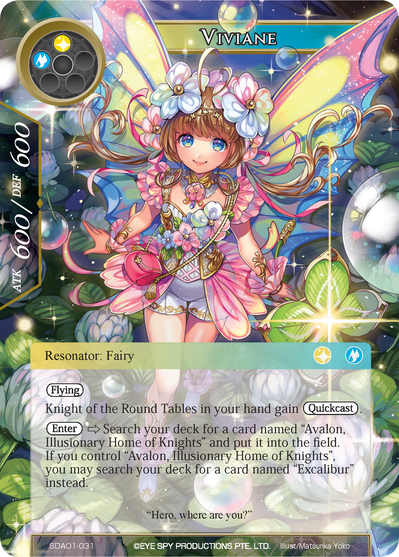 VIVIANE
ATK 600 / DEF 600
Resonator: Fairy
Flying
Knight of the Round Tables in your hand gain Quickcast.
Enter ⇨ Search your deck for a card named “Avalon,
Illusionary Home of Knights” and put it into the field.
If you control “Avalon, Illusionary Home of Knights”,
you may search your deck for a card named “Excalibur”
instead.
“Hero, where are you?”
SDAO1-031 ©EYE SPY PRODUCTIONS PTE. LTD. Illust/Matsurika Yoko